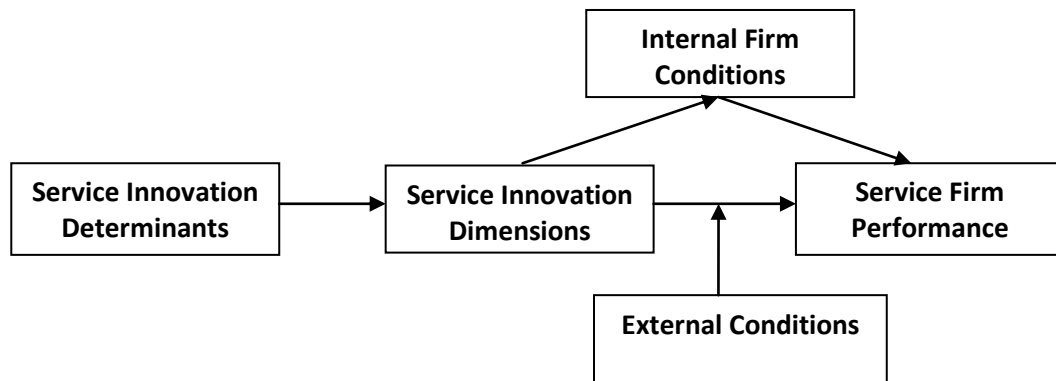 Internal Firm
Conditions
Service Innovation
Determinants
Service Innovation
Dimensions
Service Firm
Performance
External Conditions